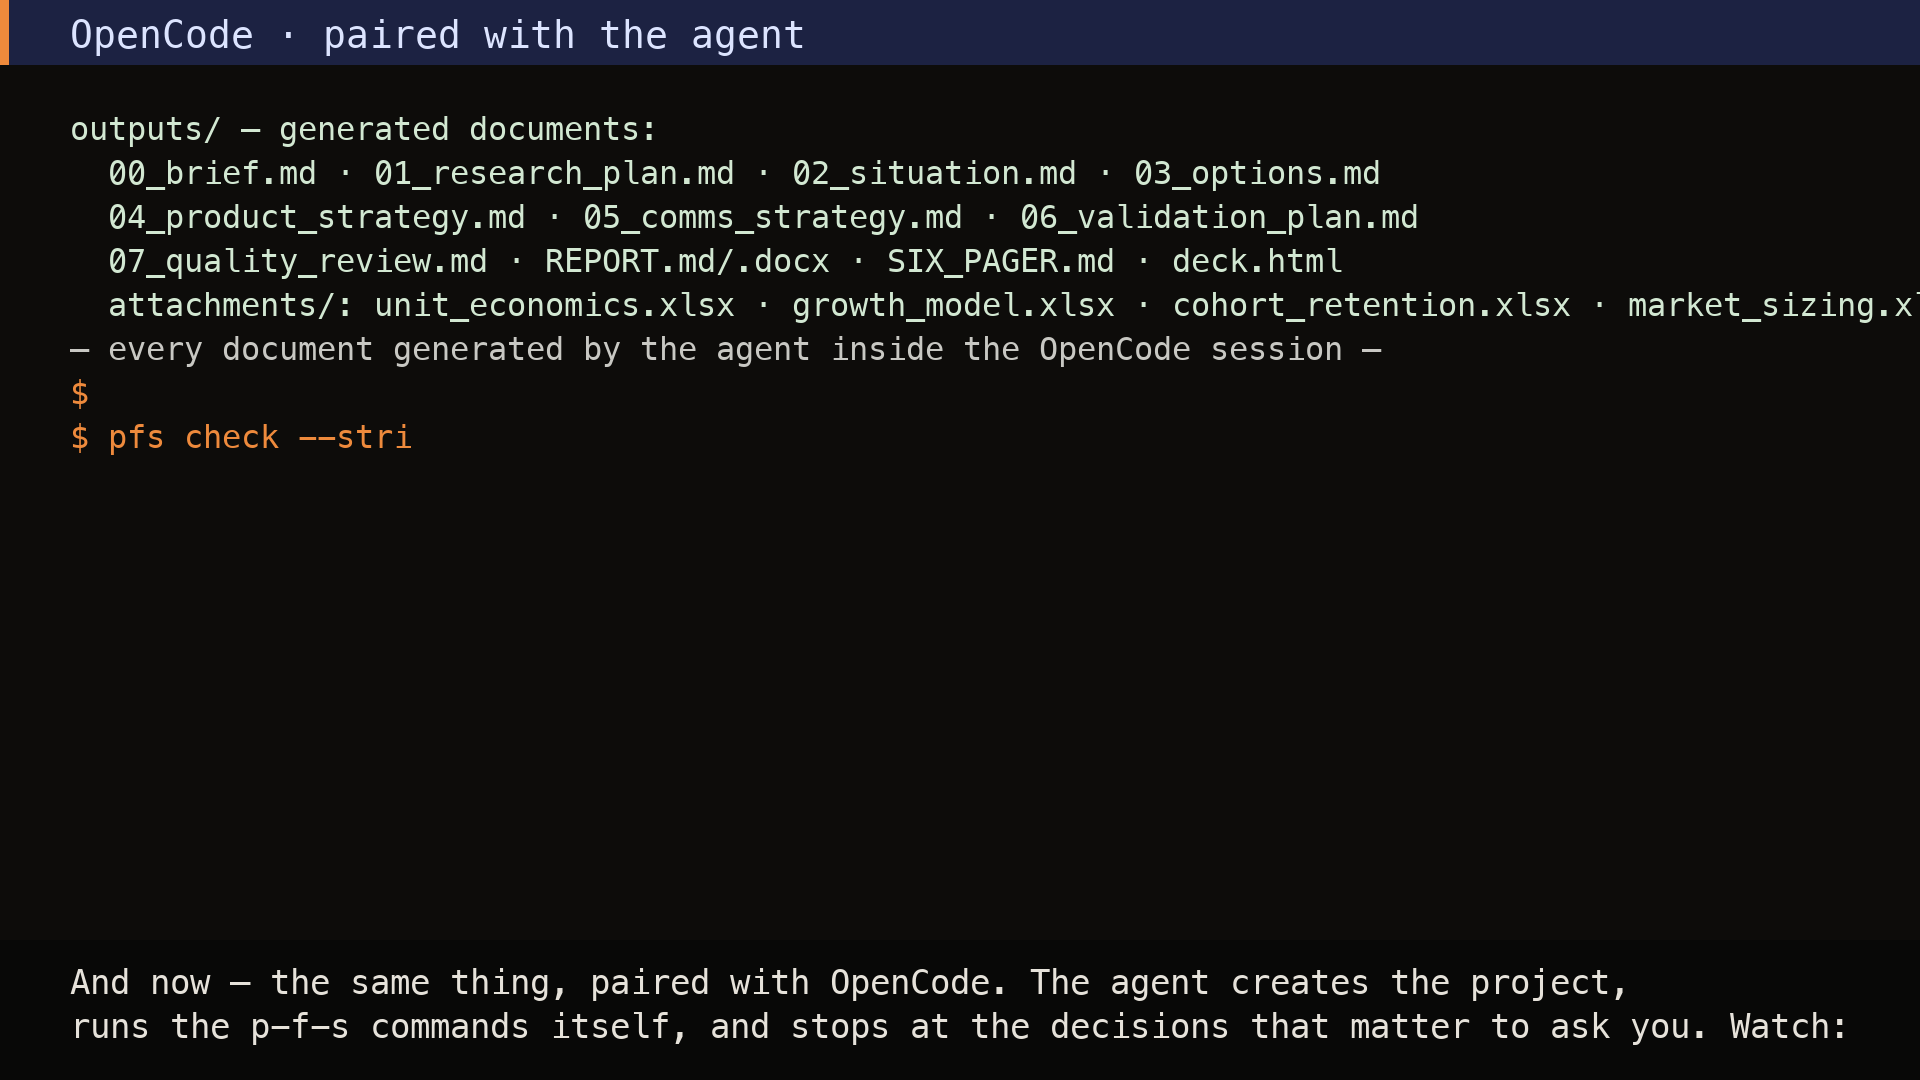 OpenCode · paired with the agent
outputs/ — generated documents:
00_brief.md · 01_research_plan.md · 02_situation.md · 03_options.md
04_product_strategy.md · 05_comms_strategy.md · 06_validation_plan.md
07_quality_review.md · REPORT.md/.docx · SIX_PAGER.md · deck.html
attachments/: unit_economics.xlsx · growth_model.xlsx · cohort_retention.xlsx · market_sizing.xl
— every document generated by the agent inside the OpenCode session —
$
$ pfs check --stri
And now — the same thing, paired with OpenCode. The agent creates the project,
runs the p-f-s commands itself, and stops at the decisions that matter to ask you. Watch: